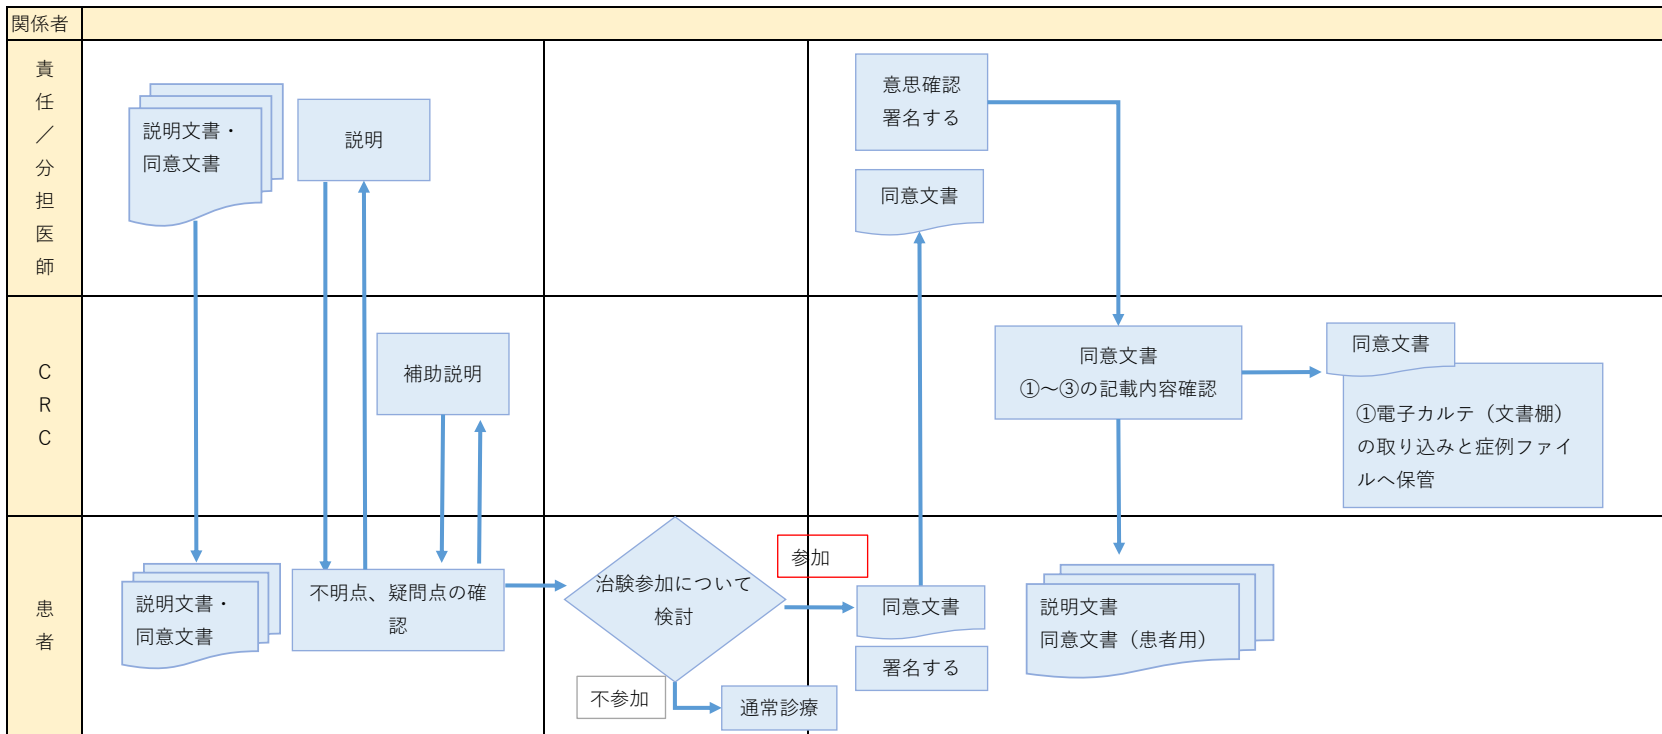 関係者
責任／分担医師
説明文書・
同意文書
説明
意思確認
署名する
同意文書
CRC
補助説明
同意文書
①～③の記載内容確認
同意文書
①電子カルテ（文書棚）
の取り込みと症例ファイ
ルへ保管
患者
説明文書・
同意文書
不明点、疑問点の確
認
治験参加について
検討
参加
不参加
通常診療
同意文書
署名する
説明文書
同意文書（患者用）